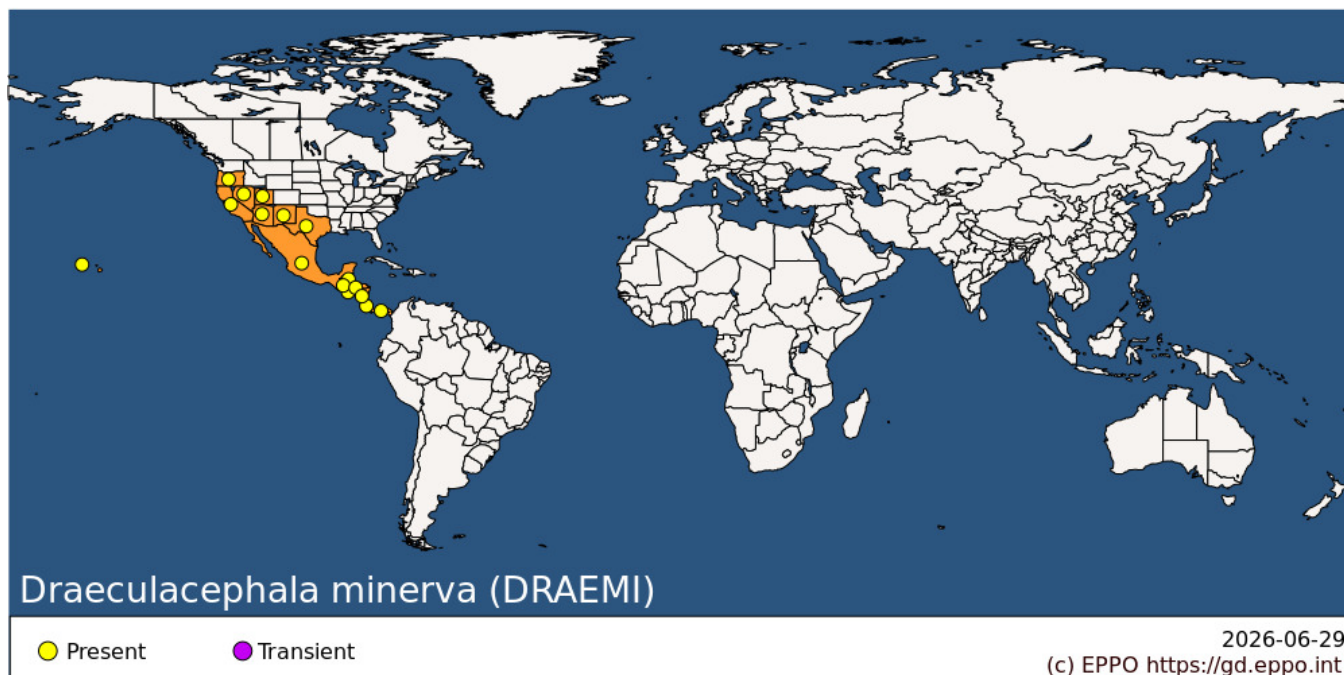 Draeculacephala minerva (DRAEMI)
Present
Transient
2026-06-29
(c) EPPO https://gd.eppo.int